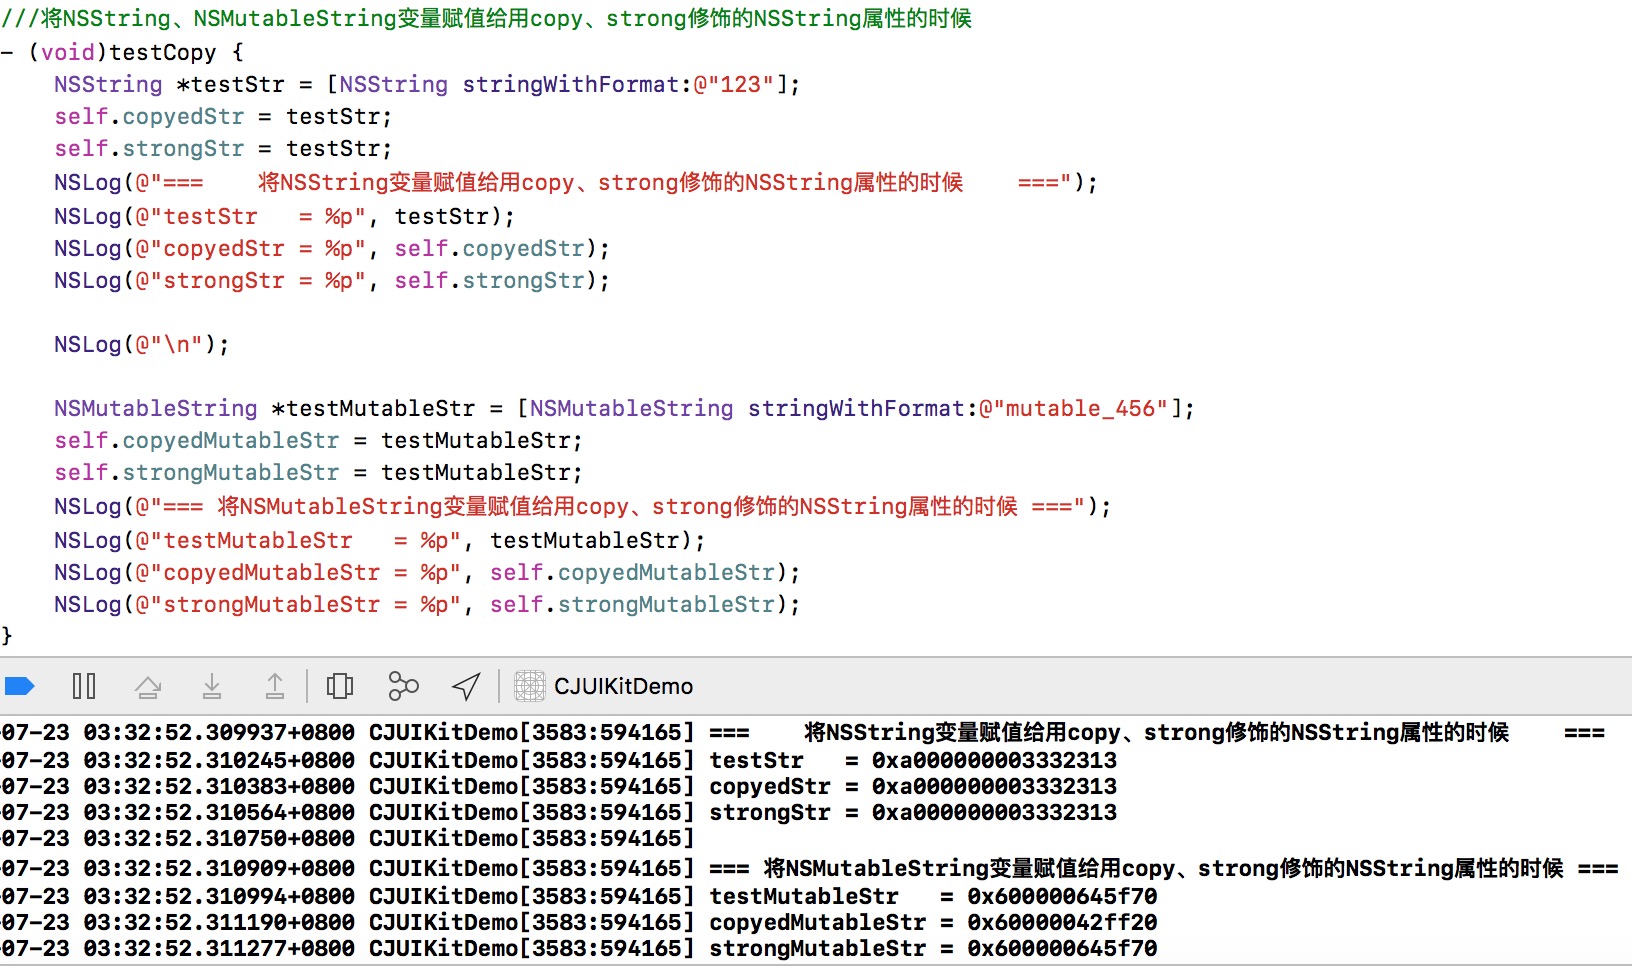 ///将NSString、NSMutableString变量赋值给用copy、strong修饰的NSString属性的时候
- (void)testCopy {
    NSString *testStr = [NSString stringWithFormat:@"123"];
    self.copyedStr = testStr;
    self.strongStr = testStr;
    NSLog(@"===    将NSString变量赋值给用copy、strong修饰的NSString属性的时候    ===");
    NSLog(@"testStr   = %p", testStr);
    NSLog(@"copyedStr = %p", self.copyedStr);
    NSLog(@"strongStr = %p", self.strongStr);
    NSLog(@"\n");
    NSMutableString *testMutableStr = [NSMutableString stringWithFormat:@"mutable_456"];
    self.copyedMutableStr = testMutableStr;
    self.strongMutableStr = testMutableStr;
    NSLog(@"=== 将NSMutableString变量赋值给用copy、strong修饰的NSString属性的时候 ===");
    NSLog(@"testMutableStr   = %p", testMutableStr);
    NSLog(@"copyedMutableStr = %p", self.copyedMutableStr);
    NSLog(@"strongMutableStr = %p", self.strongMutableStr);
}
CJUIKitDemo
-07-23 03:32:52.309937+0800 CJUIKitDemo[3583:594165] ===    将NSString变量赋值给用copy、strong修饰的NSString属性的时候    ===
-07-23 03:32:52.310245+0800 CJUIKitDemo[3583:594165] testStr   = 0xa000000003332313
-07-23 03:32:52.310383+0800 CJUIKitDemo[3583:594165] copyedStr = 0xa000000003332313
-07-23 03:32:52.310564+0800 CJUIKitDemo[3583:594165] strongStr = 0xa000000003332313
-07-23 03:32:52.310750+0800 CJUIKitDemo[3583:594165]
-07-23 03:32:52.310909+0800 CJUIKitDemo[3583:594165] === 将NSMutableString变量赋值给用copy、strong修饰的NSString属性的时候 ===
-07-23 03:32:52.310994+0800 CJUIKitDemo[3583:594165] testMutableStr   = 0x600000645f70
-07-23 03:32:52.311190+0800 CJUIKitDemo[3583:594165] copyedMutableStr = 0x60000042ff20
-07-23 03:32:52.311277+0800 CJUIKitDemo[3583:594165] strongMutableStr = 0x600000645f70